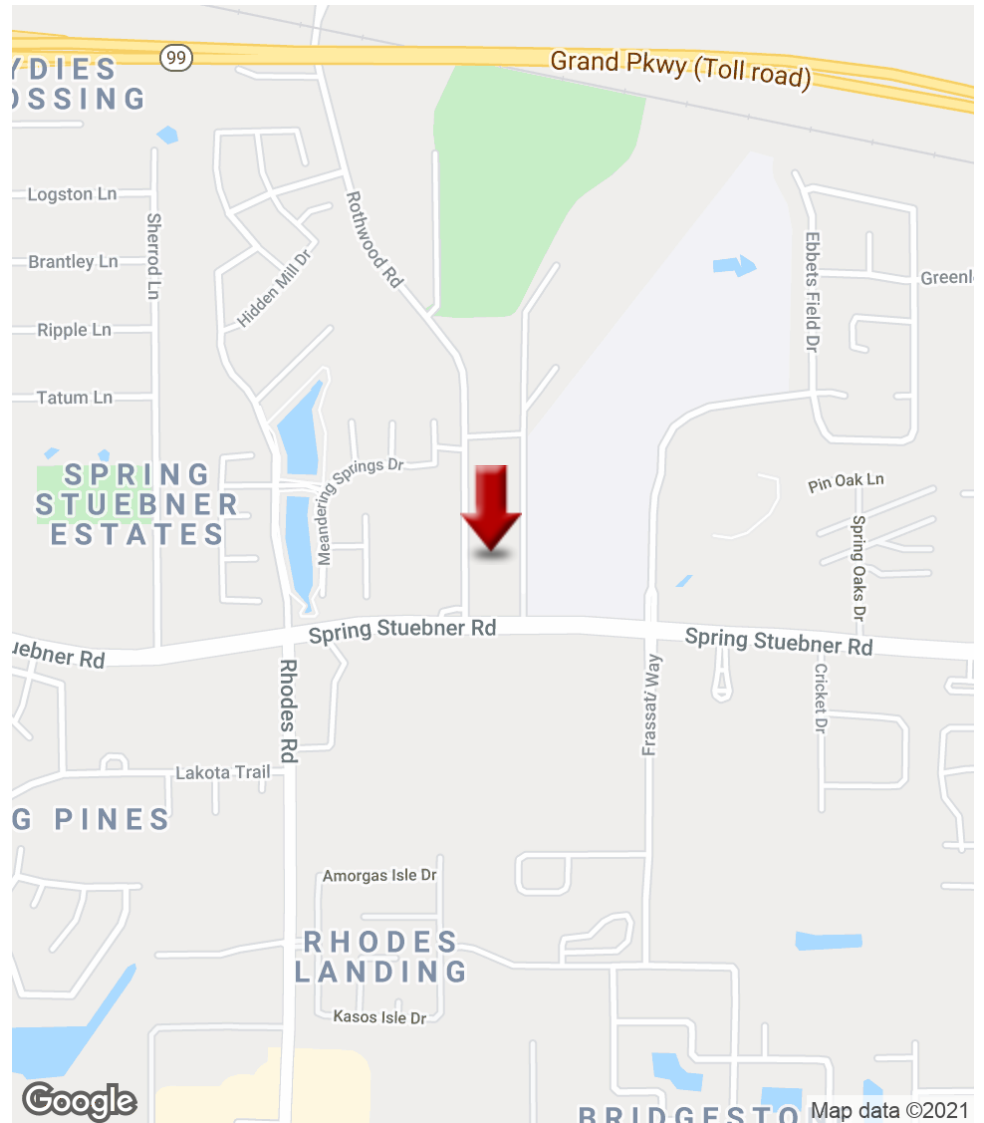 Grand Pkwy (Toll road)
99
YDIES
OSSING
Logston Ln
Sherrod Ln
Rothwood Rd
Brantley Ln
Hidden Mill Dr
Ebbets Field Dr
Greenl
Ripple Ln
Tatum Ln
SPRING
STUEBNER
ESTATES
Meandering Springs Dr
Pin Oak Ln
Spring Oaks Dr
Spring Stuebner Rd
Spring Stuebner Rd
uebner Rd
Rhodes Rd
Frassati Way
Cricket Dr
Lakota Trail
G PINES
Amorgas Isle Dr
RHODES
LANDING
Kasos Isle Dr
Google
BRIDGESTON
Map data ©2021